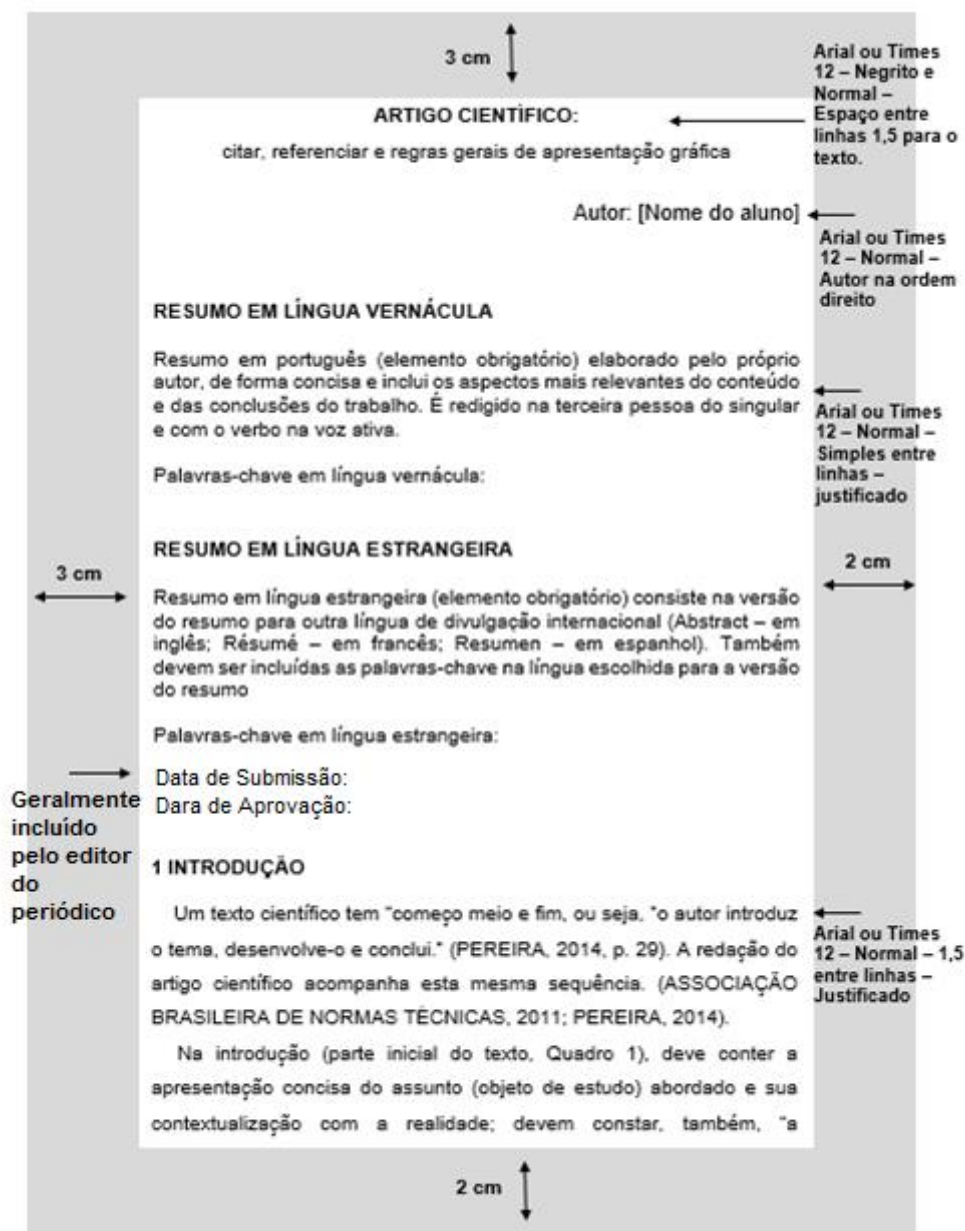 3 cm
Arial ou Times
12 – Negrito e
Normal –
Espaço entre
linhas 1,5 para o
texto.
ARTIGO CIENTÍFICO:
citar, referenciar e regras gerais de apresentação gráfica
Autor: [Nome do aluno]
Arial ou Times
12 – Normal –
Autor na ordem
direito
RESUMO EM LÍNGUA VERNÁCULA
Resumo em português (elemento obrigatório) elaborado pelo próprio
autor, de forma concisa e inclui os aspectos mais relevantes do conteúdo
e das conclusões do trabalho. É redigido na terceira pessoa do singular
e com o verbo na voz ativa.
Arial ou Times
12 – Normal –
Simples entre
linhas –
justificado
Palavras-chave em língua vernácula:
RESUMO EM LÍNGUA ESTRANGEIRA
3 cm
2 cm
Resumo em língua estrangeira (elemento obrigatório) consiste na versão
do resumo para outra língua de divulgação internacional (Abstract – em
inglês; Résumé – em francês; Resumen – em espanhol). Também
devem ser incluídas as palavras-chave na língua escolhida para a versão
do resumo
Palavras-chave em língua estrangeira:
Data de Submissão:
Dara de Aprovação:
Geralmente
incluído
pelo editor
do
periódico
1 INTRODUÇÃO
Um texto científico tem "começo meio e fim, ou seja, "o autor introduz
o tema, desenvolve-o e conclui." (PEREIRA, 2014, p. 29). A redação do
artigo científico acompanha esta mesma sequência. (ASSOCIAÇÃO
BRASILEIRA DE NORMAS TÉCNICAS, 2011; PEREIRA, 2014).
Arial ou Times
12 – Normal – 1,5
entre linhas –
Justificado
Na introdução (parte inicial do texto, Quadro 1), deve conter a
apresentação concisa do assunto (objeto de estudo) abordado e sua
contextualização com a realidade; devem constar, também, "a
2 cm